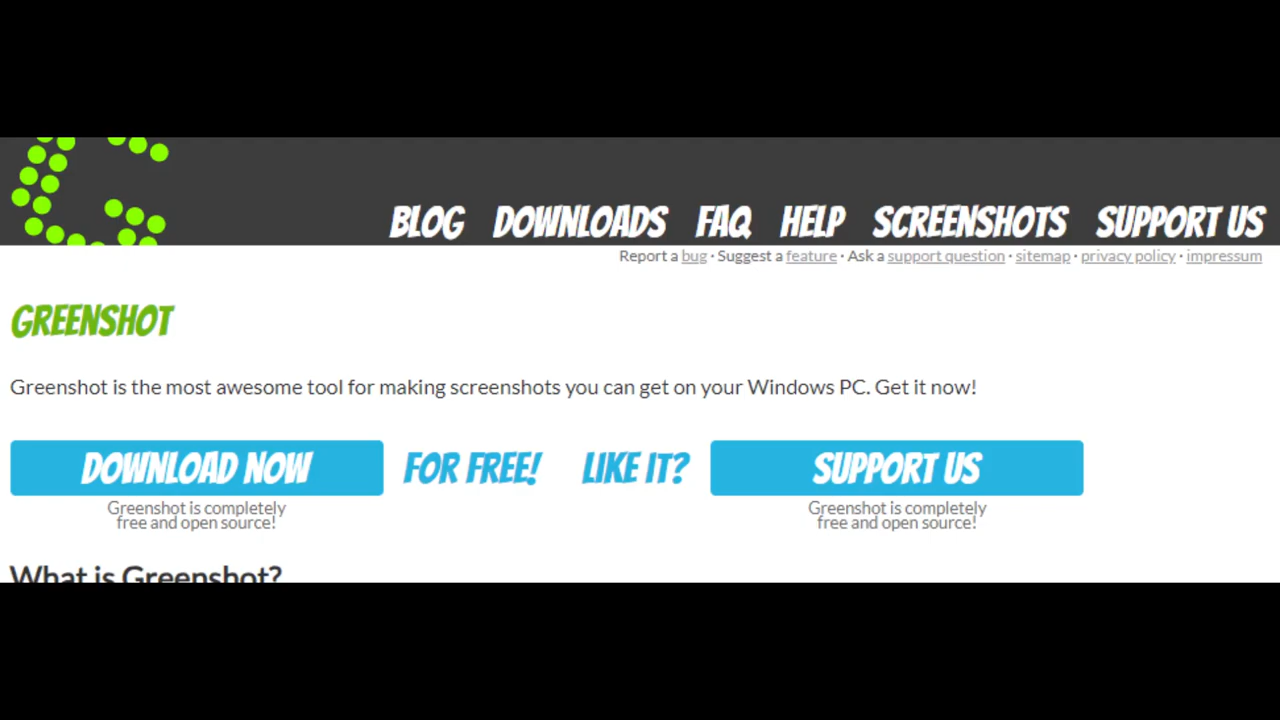 BLOG DOWNLOADS FAQ HELP SCREENSHOTS SUPPORT US
Report a bug · Suggest a feature · Ask a support question · sitemap · privacy policy · impressum
GREENSHOT
Greenshot is the most awesome tool for making screenshots you can get on your Windows PC. Get it now!
DOWNLOAD NOW FOR FREE! LIKE IT? SUPPORT US
Greenshot is completely
free and open source!
Greenshot is completely
free and open source!
What is Greenshot?